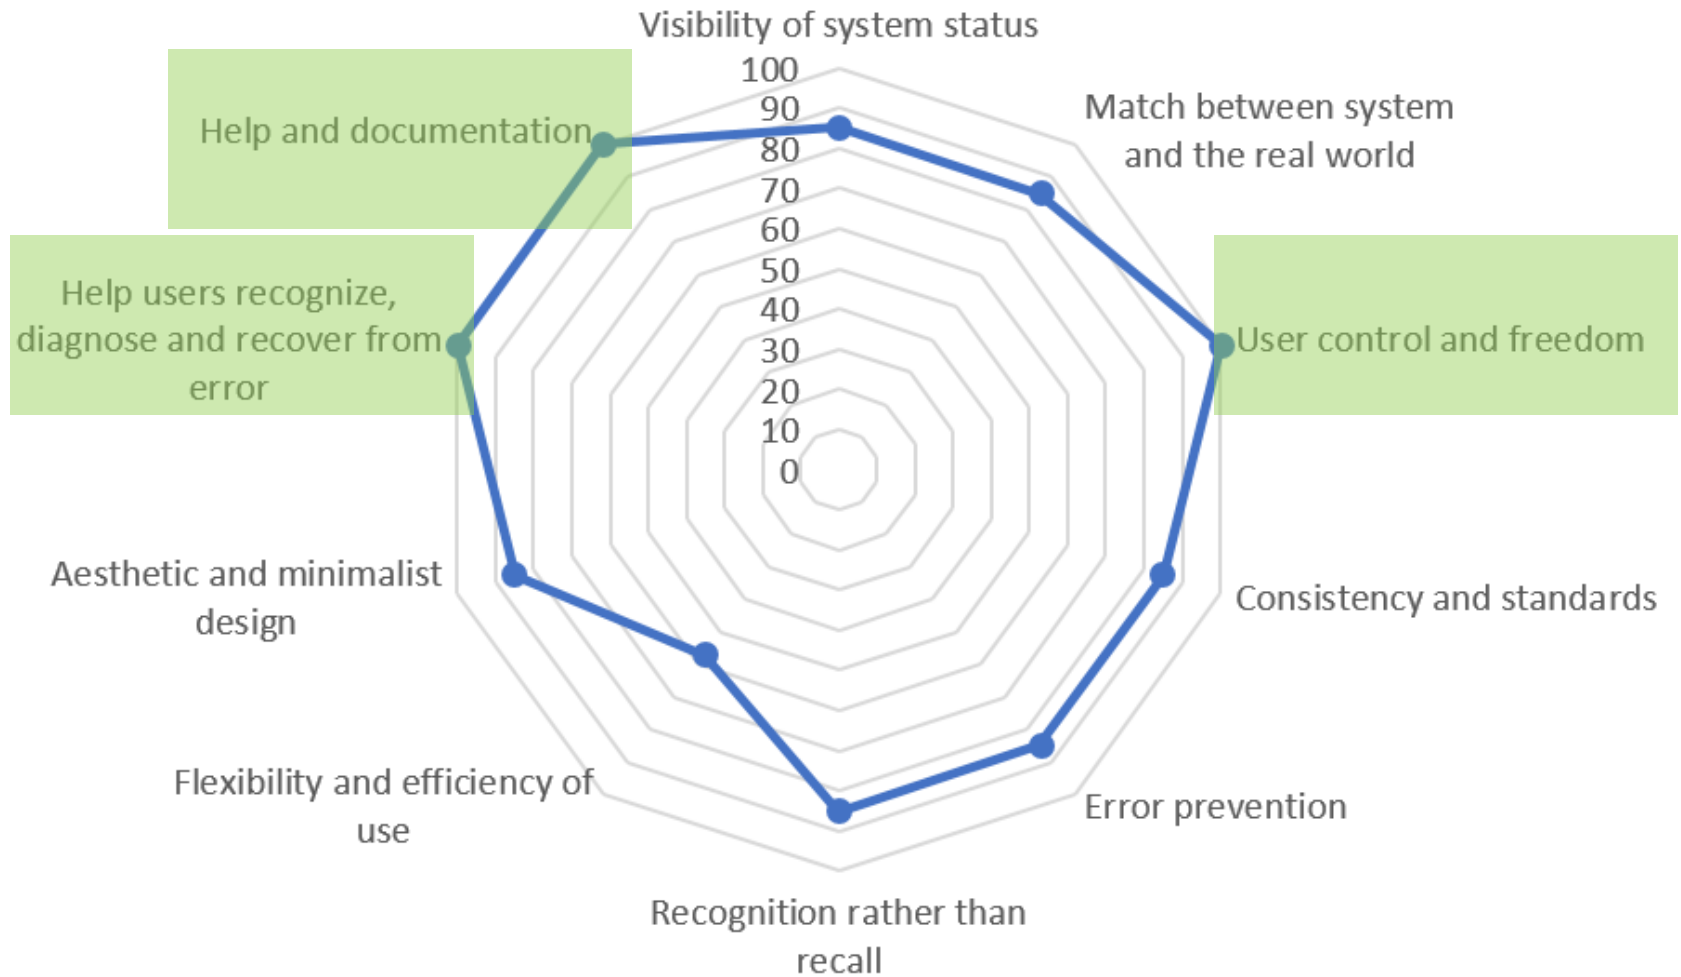 Visibility of system status
100
90
80
70
60
50
40
30
20
10
0
Match between system
and the real world
User control and freedom
Consistency and standards
Error prevention
Recognition rather than
recall
Flexibility and efficiency of
use
Aesthetic and minimalist
design
Help users recognize,
diagnose and recover from
error
Help and documentation